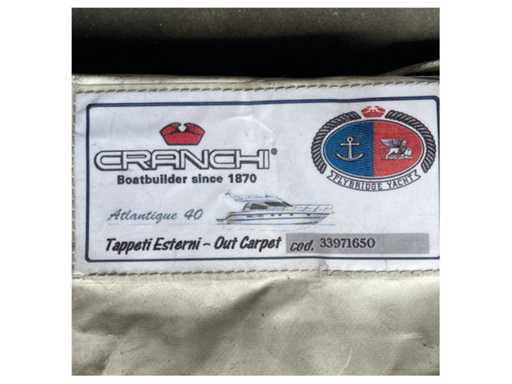 CRANCHI®
Boatbuilder since 1870
FLYBRIDGE YACHT
Atlantique 40
Tappeti Esterni - Out Carpet cod. 33971650